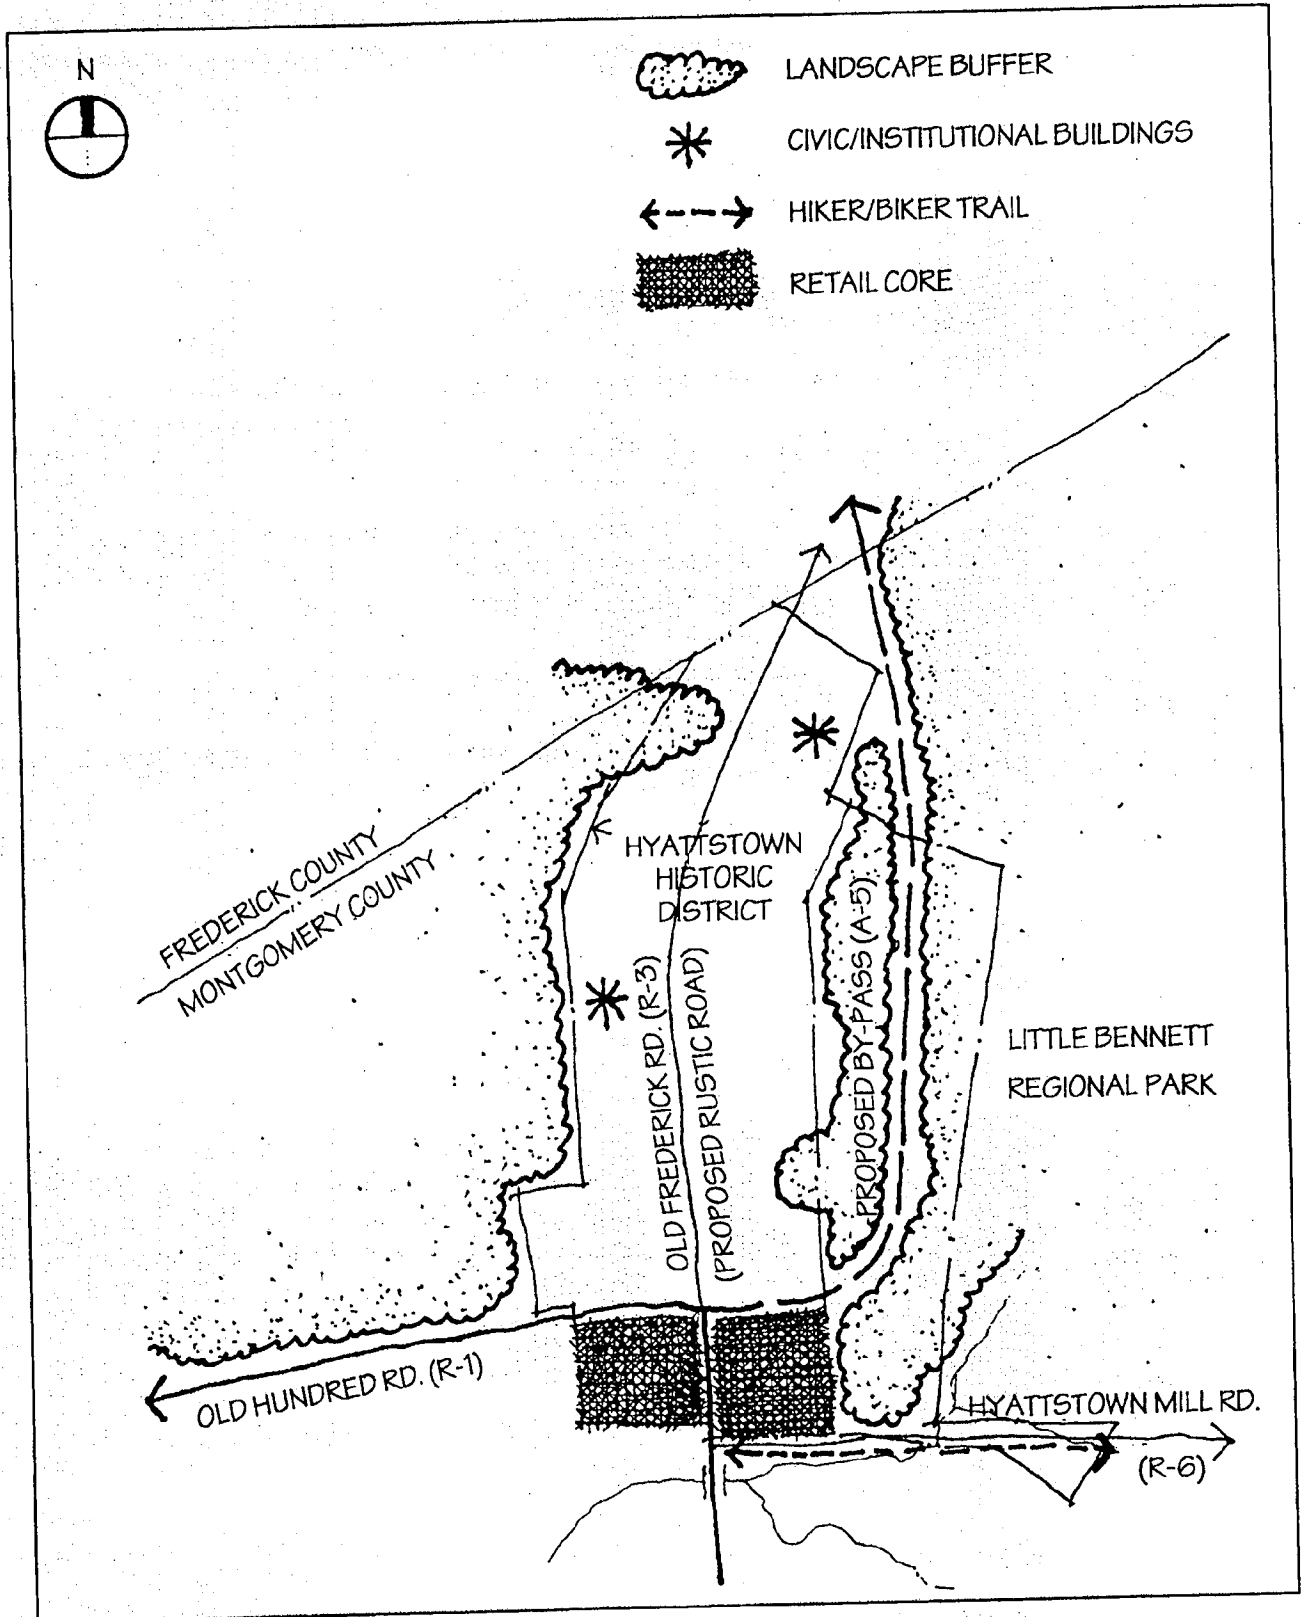 N
LANDSCAPE BUFFER
CIVIC/INSTITUTIONAL BUILDINGS
HIKER/BIKER TRAIL
RETAIL CORE
FREDERICK COUNTY
MONTGOMERY COUNTY
HYATTSTOWN
HISTORIC
DISTRICT
OLD FREDERICK RD. (R-3)
(PROPOSED RUSTIC ROAD)
PROPOSED BY-PASS (A-5)
LITTLE BENNETT
REGIONAL PARK
OLD HUNDRED RD. (R-1)
HYATTSTOWN MILL RD.
(R-6)